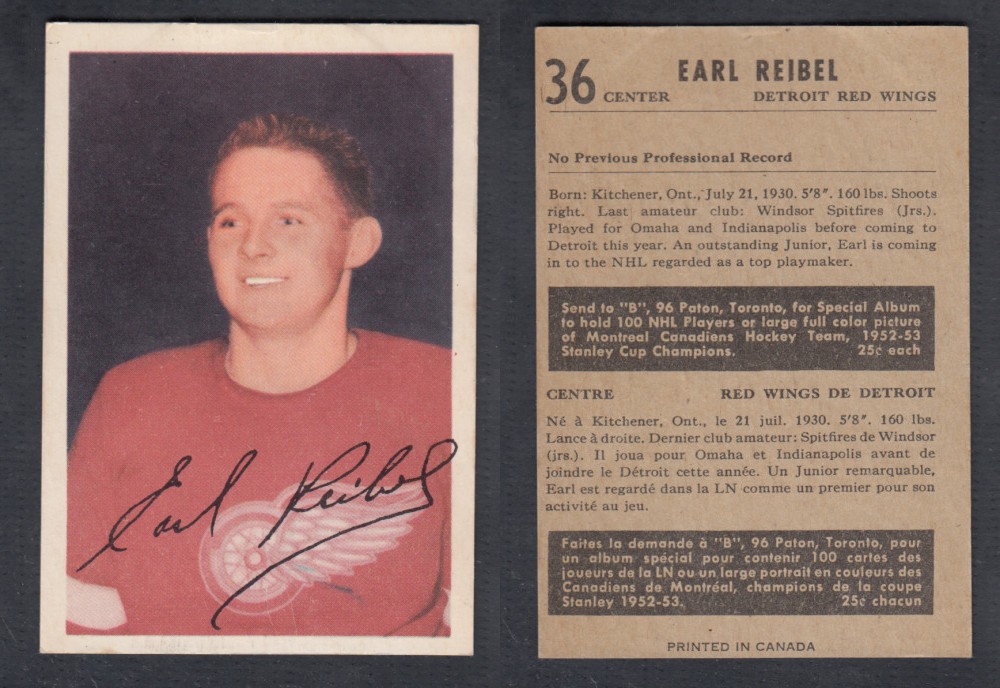 Earl Reibel
36 EARL REIBEL
CENTER DETROIT RED WINGS
No Previous Professional Record
Born: Kitchener, Ont., July 21, 1930. 5'8". 160 lbs. Shoots
right. Last amateur club: Windsor Spitfires (Jrs.).
Played for Omaha and Indianapolis before coming to
Detroit this year. An outstanding Junior, Earl is coming
in to the NHL regarded as a top playmaker.
Send to "B", 96 Paton, Toronto, for Special Album
to hold 100 NHL Players or large full color picture
of Montreal Canadiens Hockey Team, 1952-53
Stanley Cup Champions. 25¢ each
CENTRE RED WINGS DE DETROIT
Né à Kitchener, Ont., le 21 juil. 1930. 5'8". 160 lbs.
Lance à droite. Dernier club amateur: Spitfires de Windsor
(jrs.). Il joua pour Omaha et Indianapolis avant de
joindre le Détroit cette année. Un Junior remarquable,
Earl est regardé dans la LN comme un premier pour son
activité au jeu.
Faites la demande à "B", 96 Paton, Toronto, pour
un album spécial pour contenir 100 cartes des
joueurs de la LN ou un large portrait en couleurs des
Canadiens de Montréal, champions de la coupe
Stanley 1952-53. 25¢ chacun
PRINTED IN CANADA